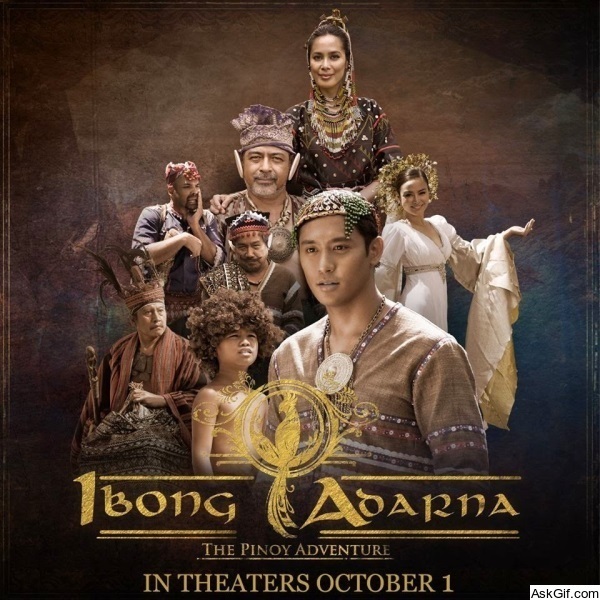 IBONG ADARNA
THE PINOY ADVENTURE
IN THEATERS OCTOBER 1
AskGif.com